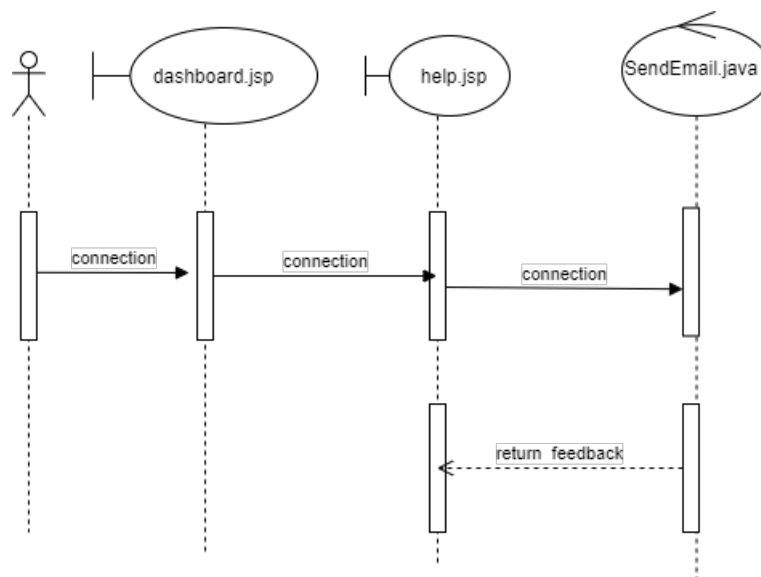 dashboard.jsp
help.jsp
SendEmail.java
connection
connection
connection
return feedback